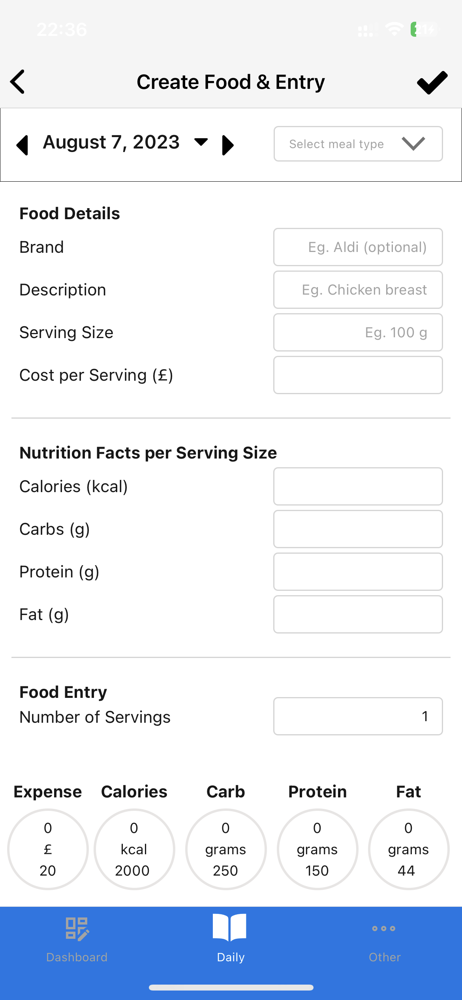 22:36
21
Create Food & Entry
August 7, 2023
Select meal type
Food Details
Brand
Eg. Aldi (optional)
Description
Eg. Chicken breast
Serving Size
Eg. 100 g
Cost per Serving (£)
Nutrition Facts per Serving Size
Calories (kcal)
Carbs (g)
Protein (g)
Fat (g)
Food Entry
Number of Servings
1
Expense Calories Carb Protein Fat
0 0 0 0 0
£ kcal grams grams grams
20 2000 250 150 44
Dashboard Daily Other